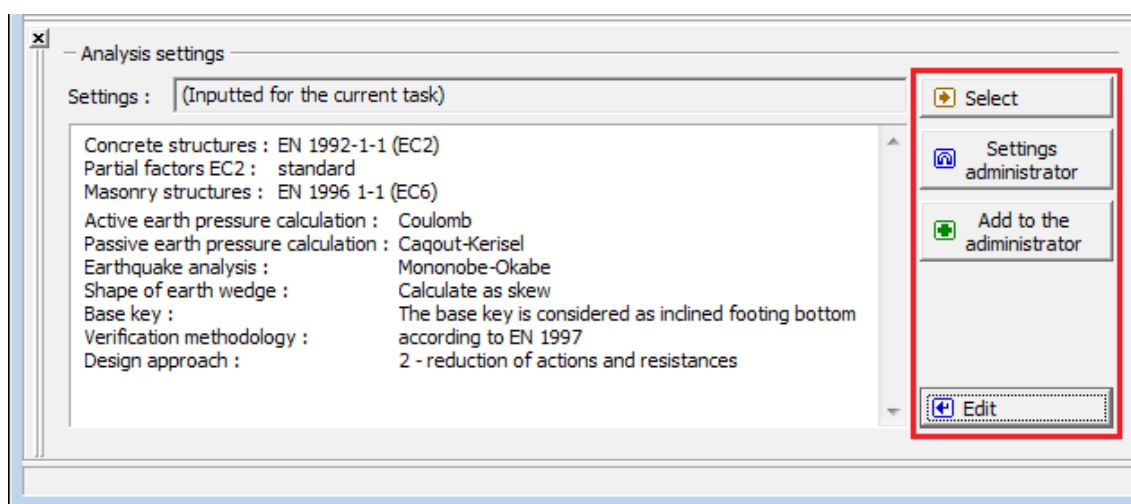 Analysis settings
Settings : (Inputted for the current task)
Select
Concrete structures : EN 1992-1-1 (EC2)
Partial factors EC2 : standard
Masonry structures : EN 1996 1-1 (EC6)
Active earth pressure calculation : Coulomb
Passive earth pressure calculation : Caqout-Kerisel
Earthquake analysis : Mononobe-Okabe
Shape of earth wedge : Calculate as skew
Base key : The base key is considered as inclined footing bottom
Verification methodology : according to EN 1997
Design approach : 2 - reduction of actions and resistances
Settings
administrator
Add to the
adiministrator
Edit